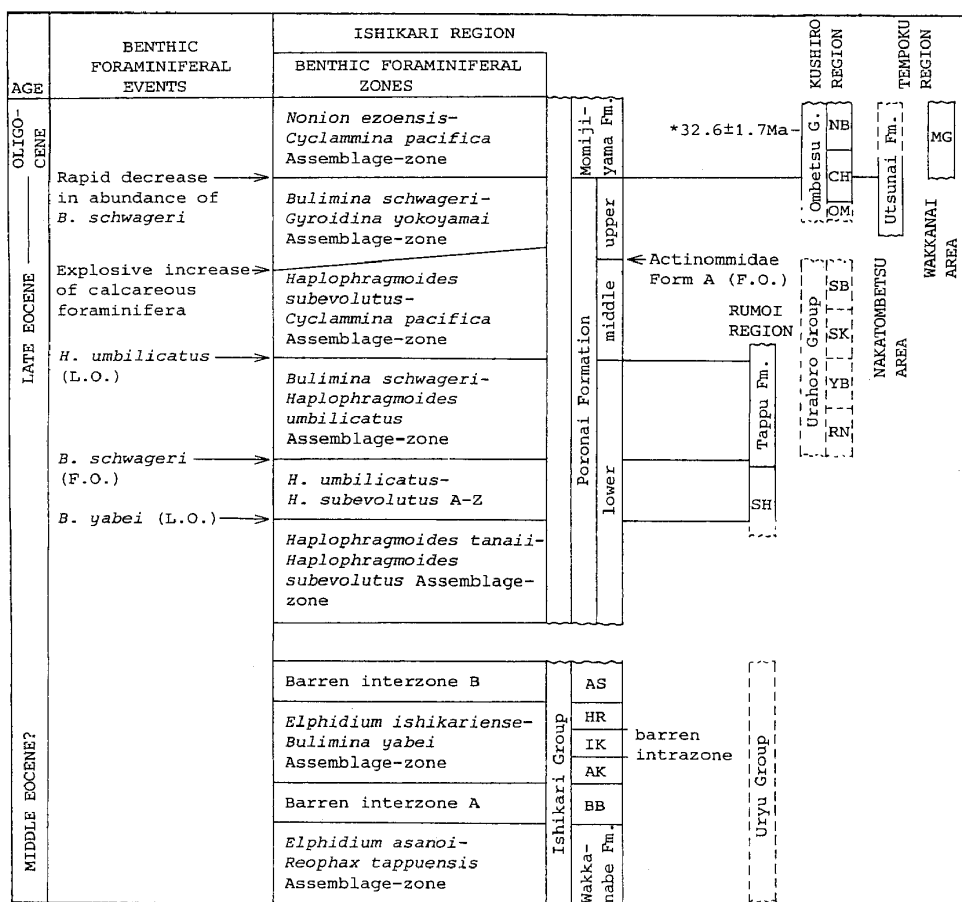 AGE
BENTHIC
FORAMINIFERAL
EVENTS
ISHIKARI REGION
BENTHIC FORAMINIFERAL
ZONES
KUSHIRO
REGION
TEMPOKU
REGION
OLIGO-
CENE
LATE EOCENE
MIDDLE EOCENE?
Rapid decrease
in abundance of
B. schwageri
Explosive increase
of calcareous
foraminifera
H. umbilicatus
(L.O.)
B. schwageri
(F.O.)
B. yabei (L.O.)
Nonion ezoensis-
Cyclammina pacifica
Assemblage-zone
Bulimina schwageri-
Gyroidina yokoyamai
Assemblage-zone
Haplophragmoides
subevolutus-
Cyclammina pacifica
Assemblage-zone
Bulimina schwageri-
Haplophragmoides
umbilicatus
Assemblage-zone
H. umbilicatus-
H. subevolutus A-Z
Haplophragmoides tanaii-
Haplophragmoides
subevolutus Assemblage-
zone
Barren interzone B
Elphidium ishikariense-
Bulimina yabei
Assemblage-zone
Barren interzone A
Elphidium asanoi-
Reophax tappuensis
Assemblage-zone
Momiji-
yama Fm.
Poronai Formation
upper
middle
lower
Ishikari Group
AS
HR
IK
AK
BB
Wakka-
nabe Fm.
barren
intrazone
*32.6±1.7Ma
Actinommidae
Form A (F.O.)
RUMOI
REGION
Tappu Fm.
SH
Uryu Group
Ombetsu G.
NB
CH
OM
Urahoro Group
SB
SK
YB
RN
Utsunai Fm.
NAKATOMBETSU
AREA
MG
WAKKANAI
AREA